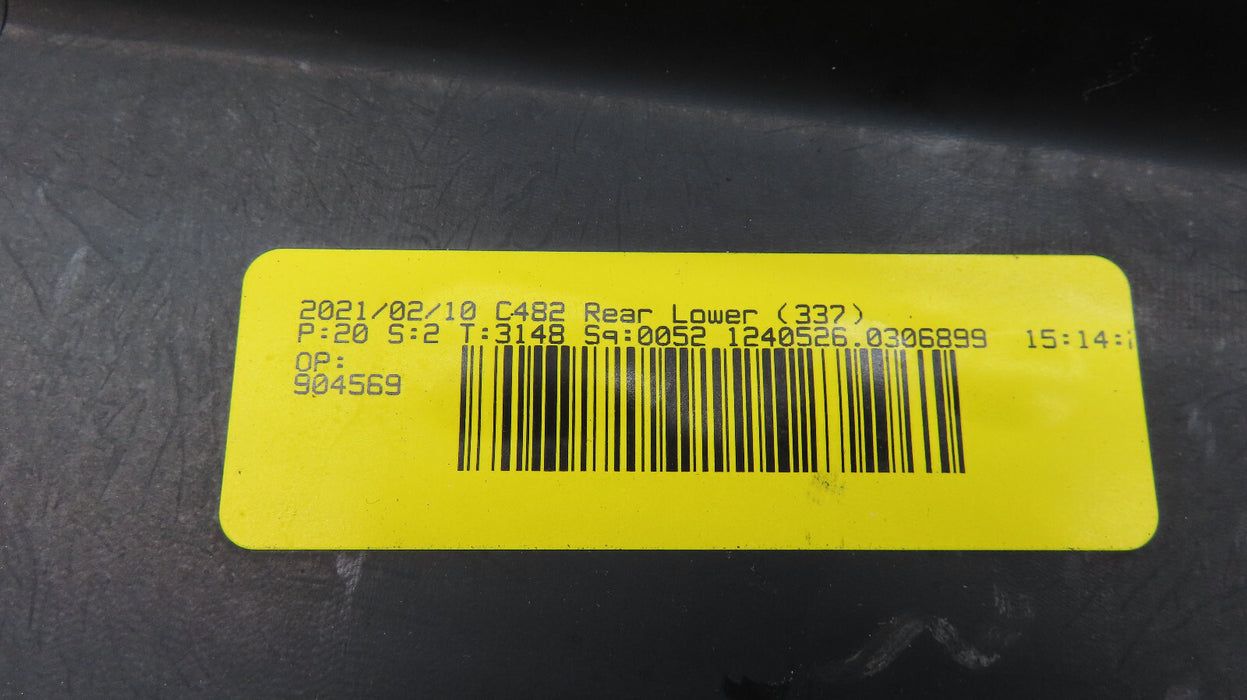 2021/02/10 C482 Rear Lower (337)
P:20 S:2 T:3148 Sq:0052 1240526.0306899 15:14:
OP:
904569